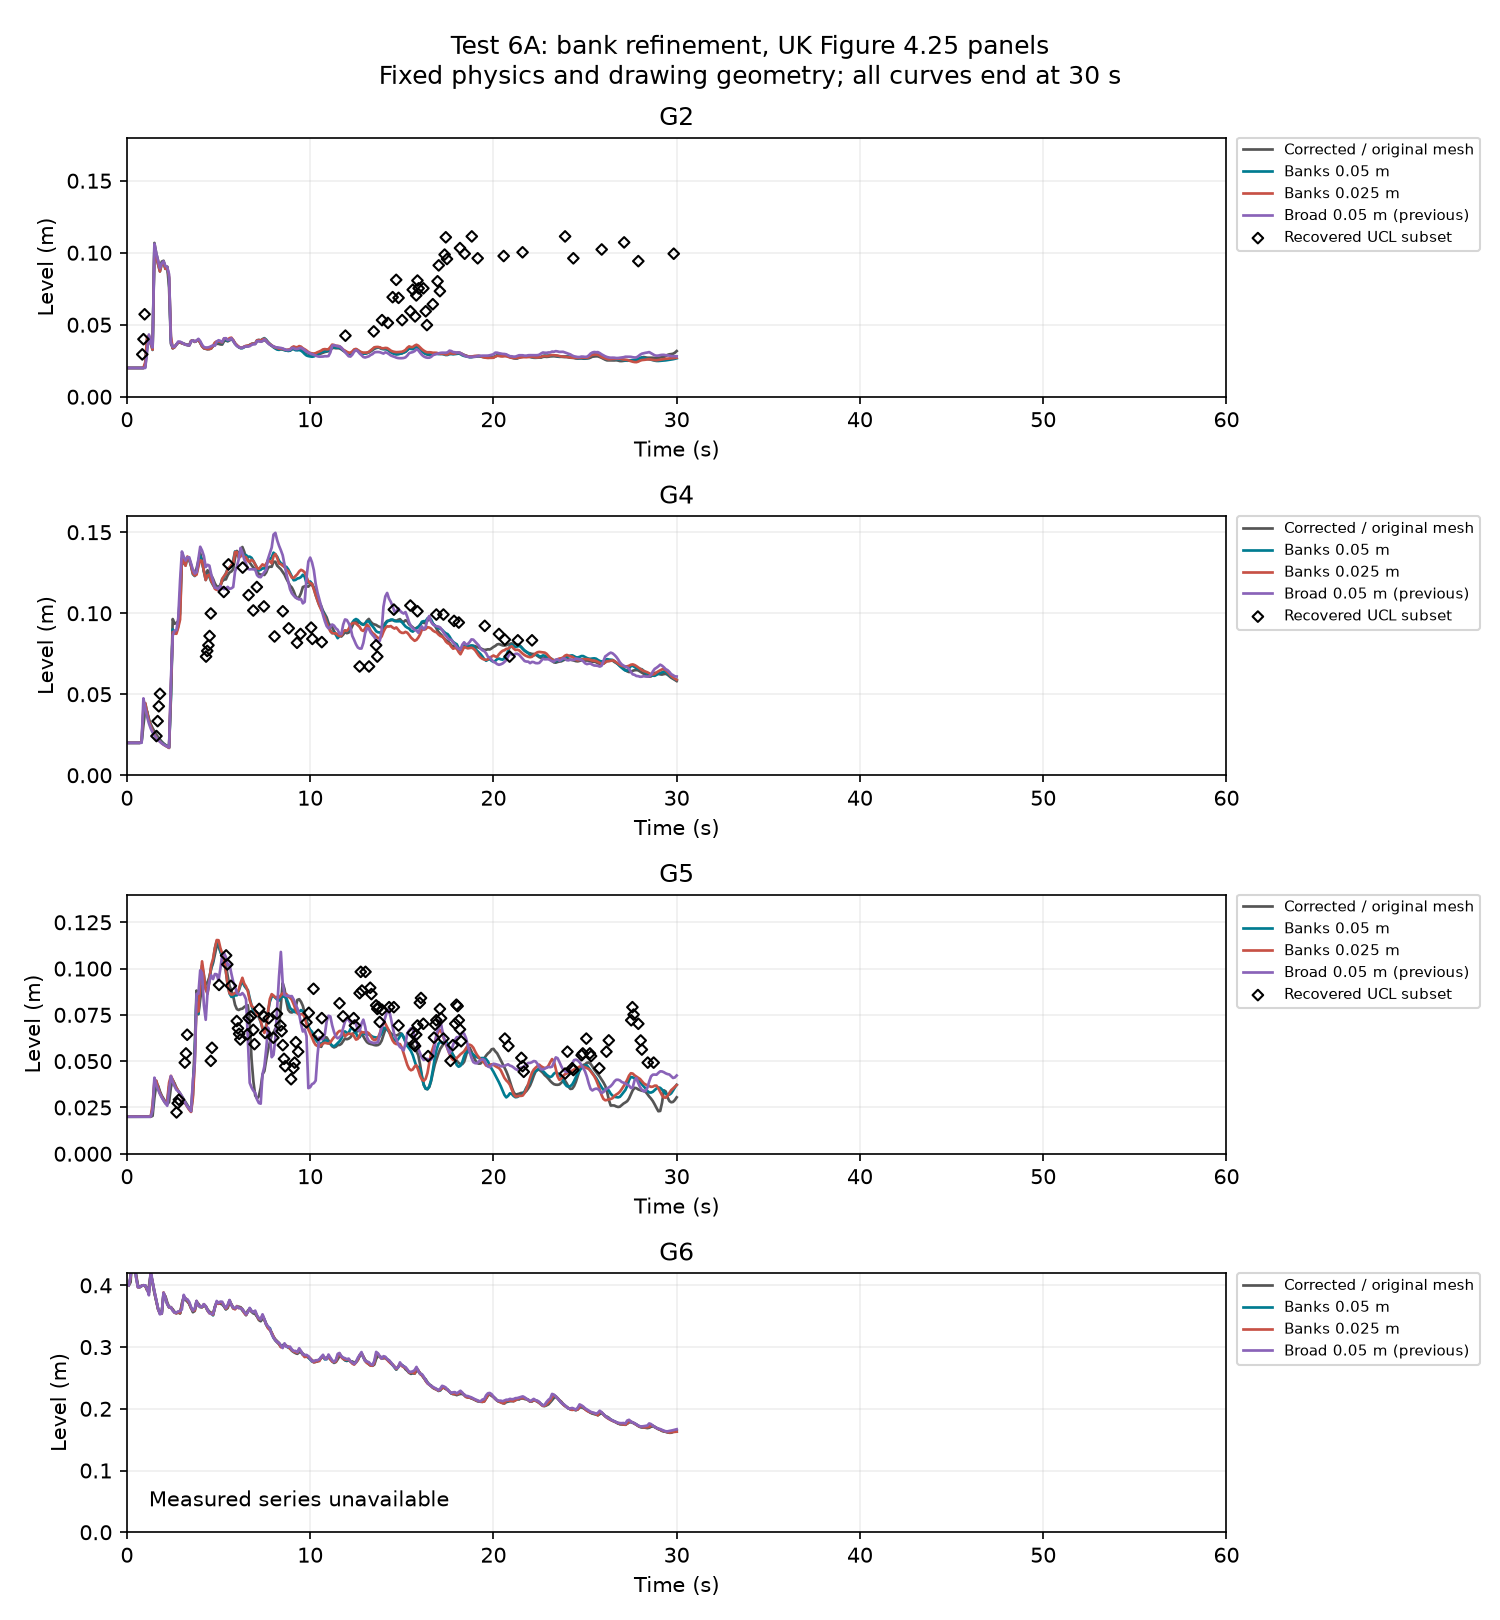 Test 6A: bank refinement, UK Figure 4.25 panels
Fixed physics and drawing geometry; all curves end at 30 s
G2
Level (m)
0.15
0.10
0.05
0.00
0 10 20 30 40 50 60
Time (s)
Corrected / original mesh
Banks 0.05 m
Banks 0.025 m
Broad 0.05 m (previous)
Recovered UCL subset
G4
Level (m)
0.15
0.10
0.05
0.00
0 10 20 30 40 50 60
Time (s)
Corrected / original mesh
Banks 0.05 m
Banks 0.025 m
Broad 0.05 m (previous)
Recovered UCL subset
G5
Level (m)
0.125
0.100
0.075
0.050
0.025
0.000
0 10 20 30 40 50 60
Time (s)
Corrected / original mesh
Banks 0.05 m
Banks 0.025 m
Broad 0.05 m (previous)
Recovered UCL subset
G6
Level (m)
0.4
0.3
0.2
0.1
0.0
Measured series unavailable
0 10 20 30 40 50 60
Time (s)
Corrected / original mesh
Banks 0.05 m
Banks 0.025 m
Broad 0.05 m (previous)